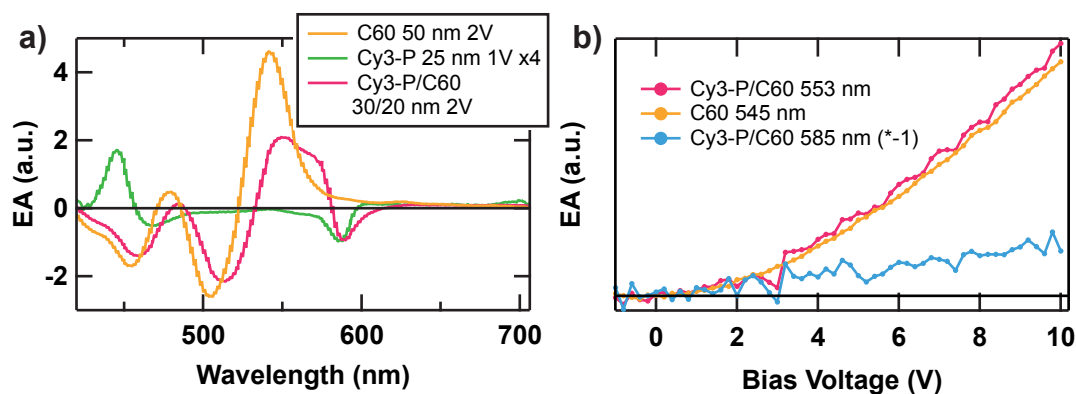 a)
C60 50 nm 2V
Cy3-P 25 nm 1V x4
Cy3-P/C60
30/20 nm 2V
EA (a.u.)
4
2
0
-2
500
600
700
Wavelength (nm)
b)
Cy3-P/C60 553 nm
C60 545 nm
Cy3-P/C60 585 nm (*-1)
EA (a.u.)
0
2
4
6
8
10
Bias Voltage (V)